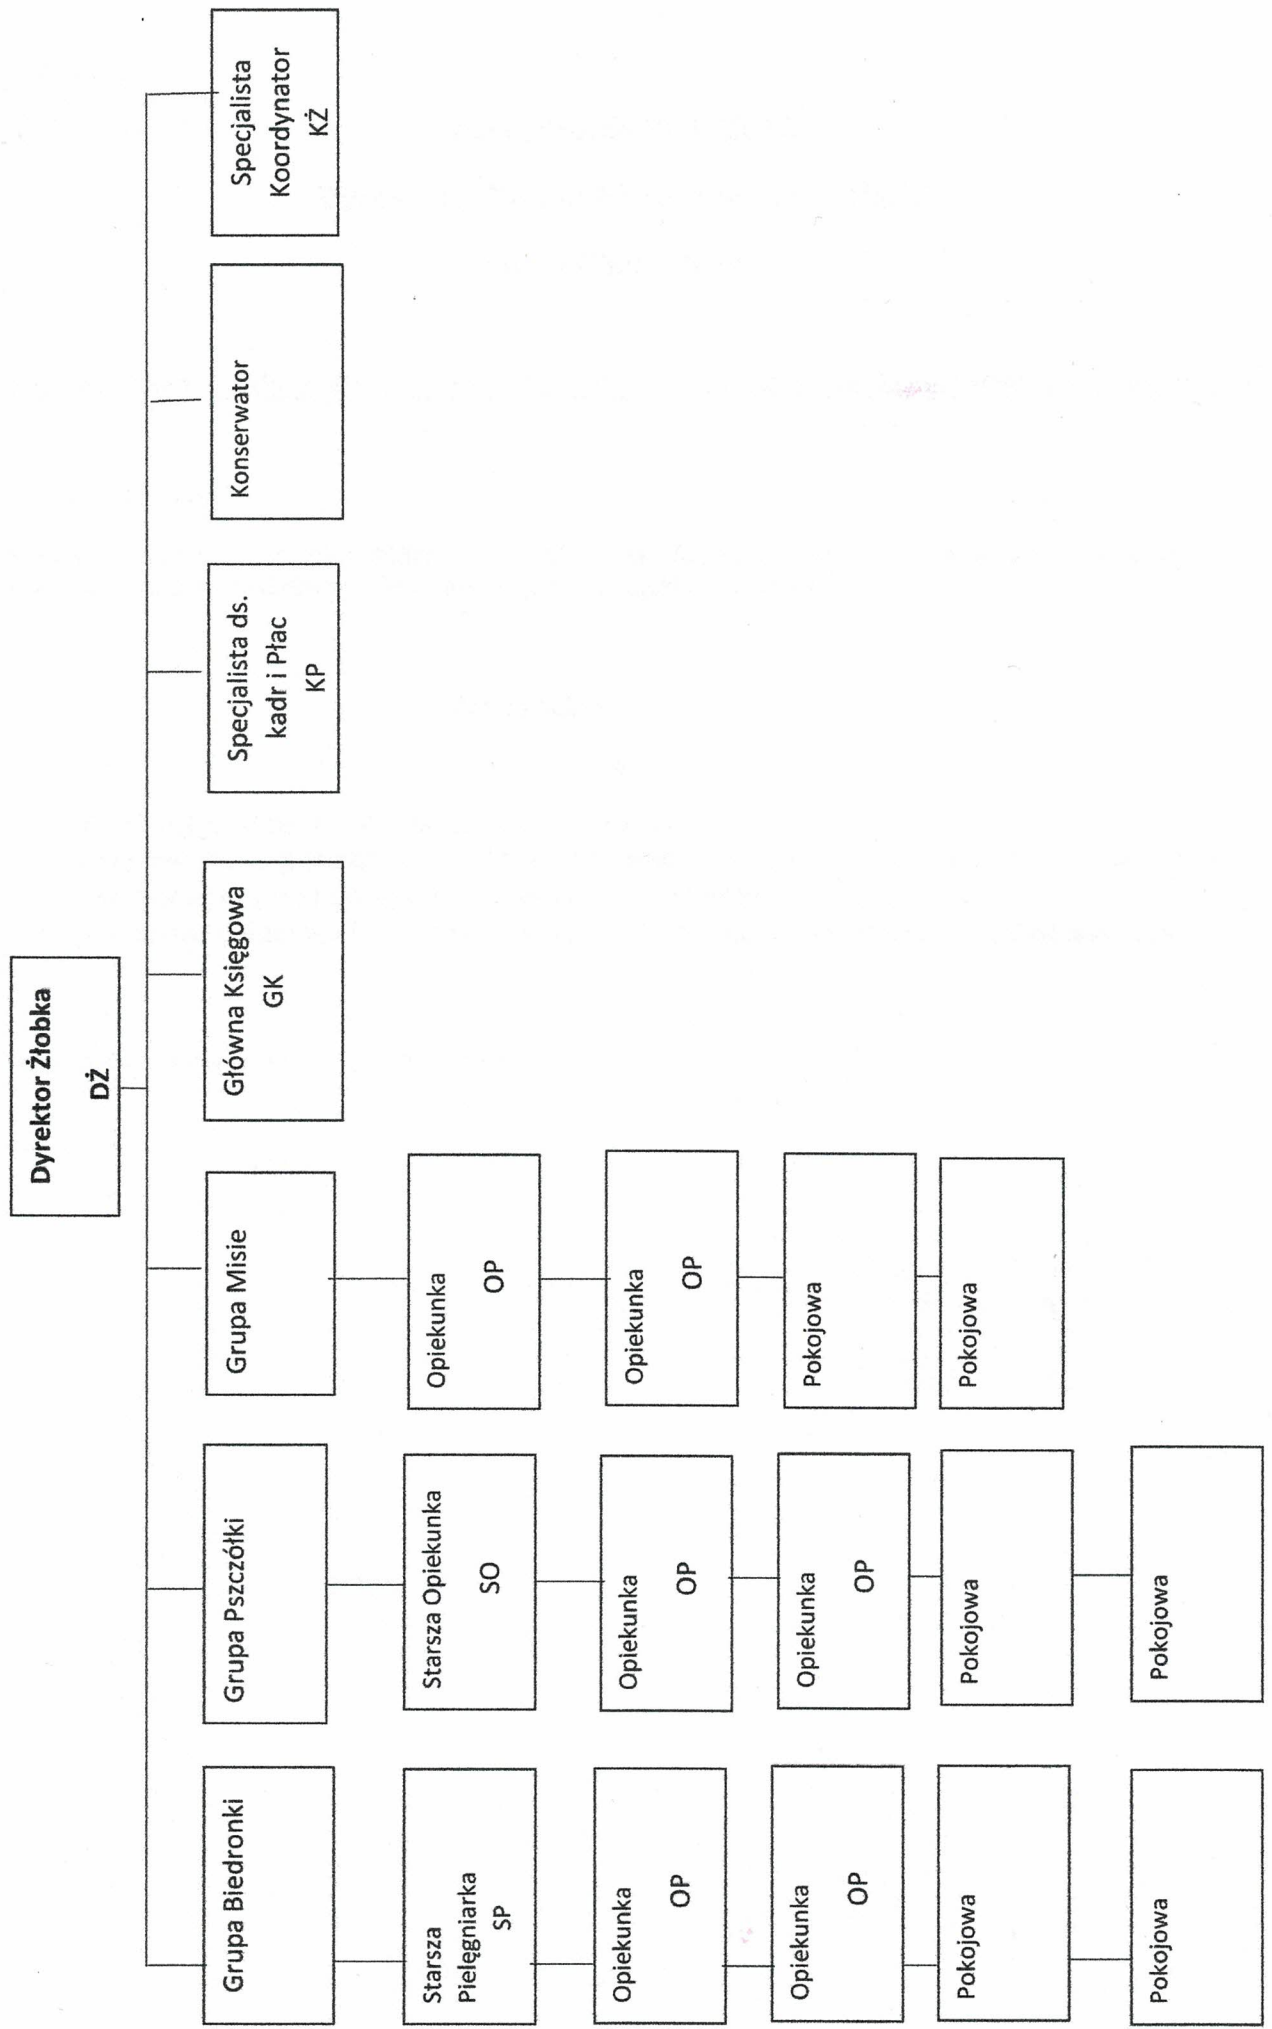 Dyrektor Żłobka
DŻ
Grupa Biedronki
Grupa Pszczółki
Grupa Misie
Główna Księgowa
GK
Specjalista ds.
kadr i Płac
KP
Konserwator
Specjalista
Koordynator
KŻ
Starsza
Pielęgniarka
SP
Opiekunka
OP
Opiekunka
OP
Pokojowa
Pokojowa
Starsza Opiekunka
SO
Opiekunka
OP
Opiekunka
OP
Pokojowa
Pokojowa
Opiekunka
OP
Opiekunka
OP
Pokojowa
Pokojowa